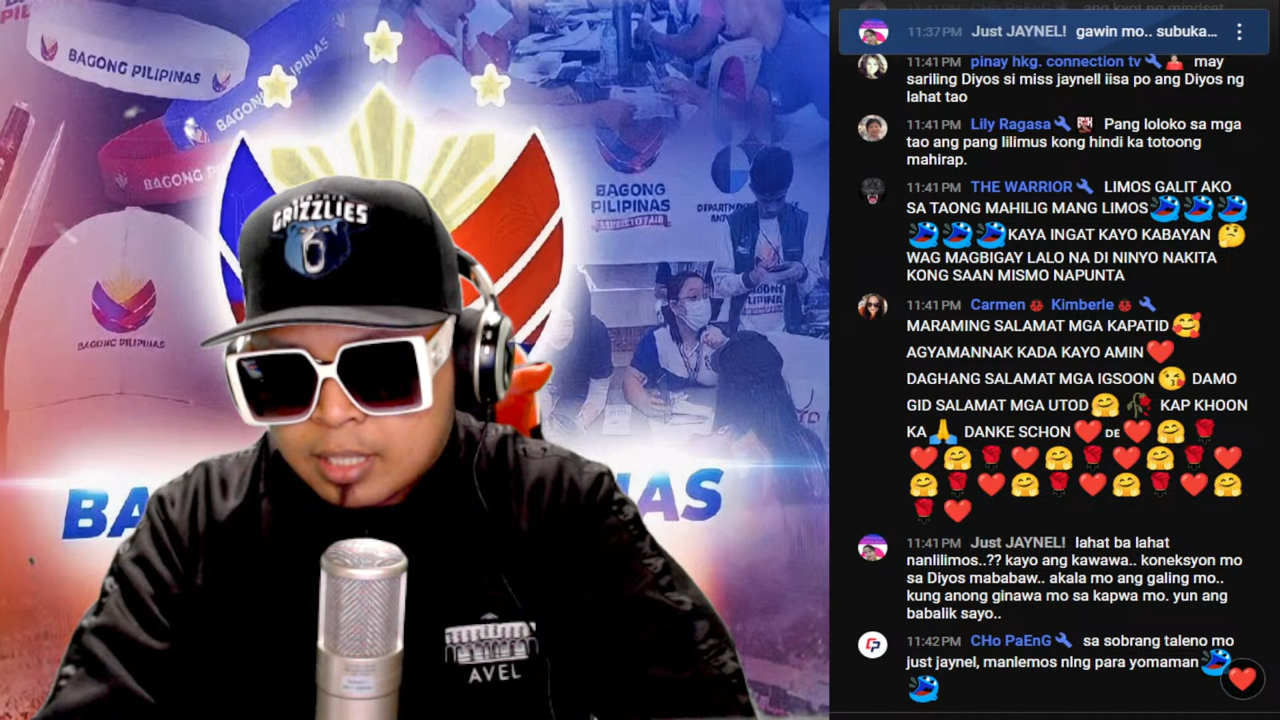 BAGONG PILIPINAS
BAGONG
BAGONG P
GRIZZLIES
BAGONG
PILIPINAS
BAGONG PILIPINAS
BA
NAS
AVEL
11:37 PM Just JAYNEL! gawin mo.. subuka...
11:41 PM pinay hkg. connection tv 🔧 may
sariling Diyos si miss jaynell iisa po ang Diyos ng
lahat tao
11:41 PM Lily Ragasa 🔧 Pang loloko sa mga
tao ang pang lilimus kong hindi ka totoong
mahirap.
11:41 PM THE WARRIOR 🔧 LIMOS GALIT AKO
SA TAONG MAHILIG MANG LIMOS
KAYA INGAT KAYO KABAYAN 🤔
WAG MAGBIGAY LALO NA DI NINYO NAKITA
KONG SAAN MISMO NAPUNTA
11:41 PM Carmen 🐞 Kimberle 🐞 🔧
MARAMING SALAMAT MGA KAPATID 🥰
AGYAMANNAK KADA KAYO AMIN ❤️
DAGHANG SALAMAT MGA IGSOON 😘 DAMO
GID SALAMAT MGA UTOD 🤗 🥀 KAP KHOON
KA 🙏 DANKE SCHON ❤️ DE ❤️ 🤗 🌹
❤️ 🤗 🌹 ❤️ 🤗 🌹 ❤️ 🤗 🌹 ❤️
🤗 🌹 ❤️ 🤗 🌹 ❤️ 🤗 🌹 ❤️ 🤗
🌹 ❤️
11:41 PM Just JAYNEL! lahat ba lahat
nanlilimos..?? kayo ang kawawa.. koneksyon mo
sa Diyos mababaw.. akala mo ang galing mo..
kung anong ginawa mo sa kapwa mo. yun ang
babalik sayo..
11:42 PM CHo PaEnG 🔧 sa sobrang taleno mo
just jaynel, manlemos nIng para yomaman